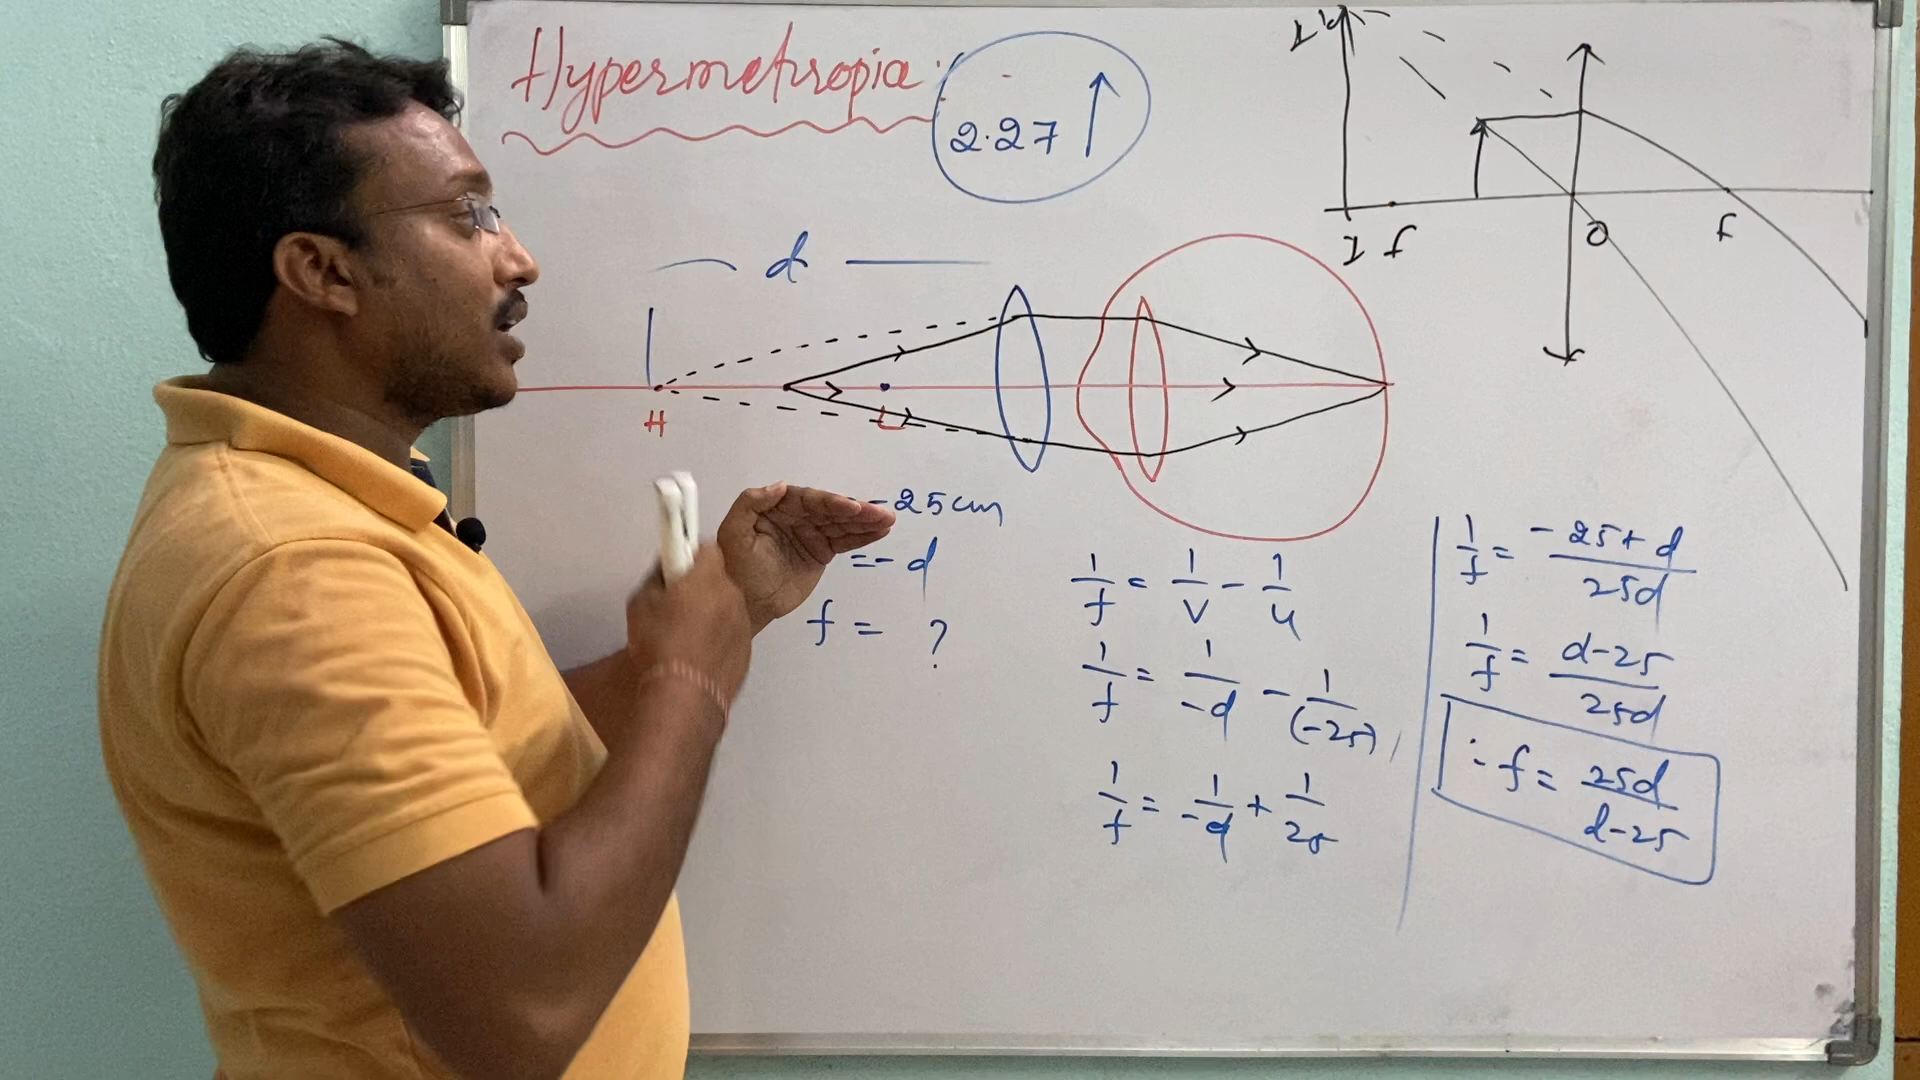 Hypermetropia :
2.27 ↑
I'
I f
O
f
d
H
L
-25cm
= -d
f = ?
1/f = 1/v - 1/u
1/f = 1/-d - 1/(-25)
1/f = 1/-d + 1/25
1/f = -25+d/25d
1/f = d-25/25d
∴ f = 25d/d-25